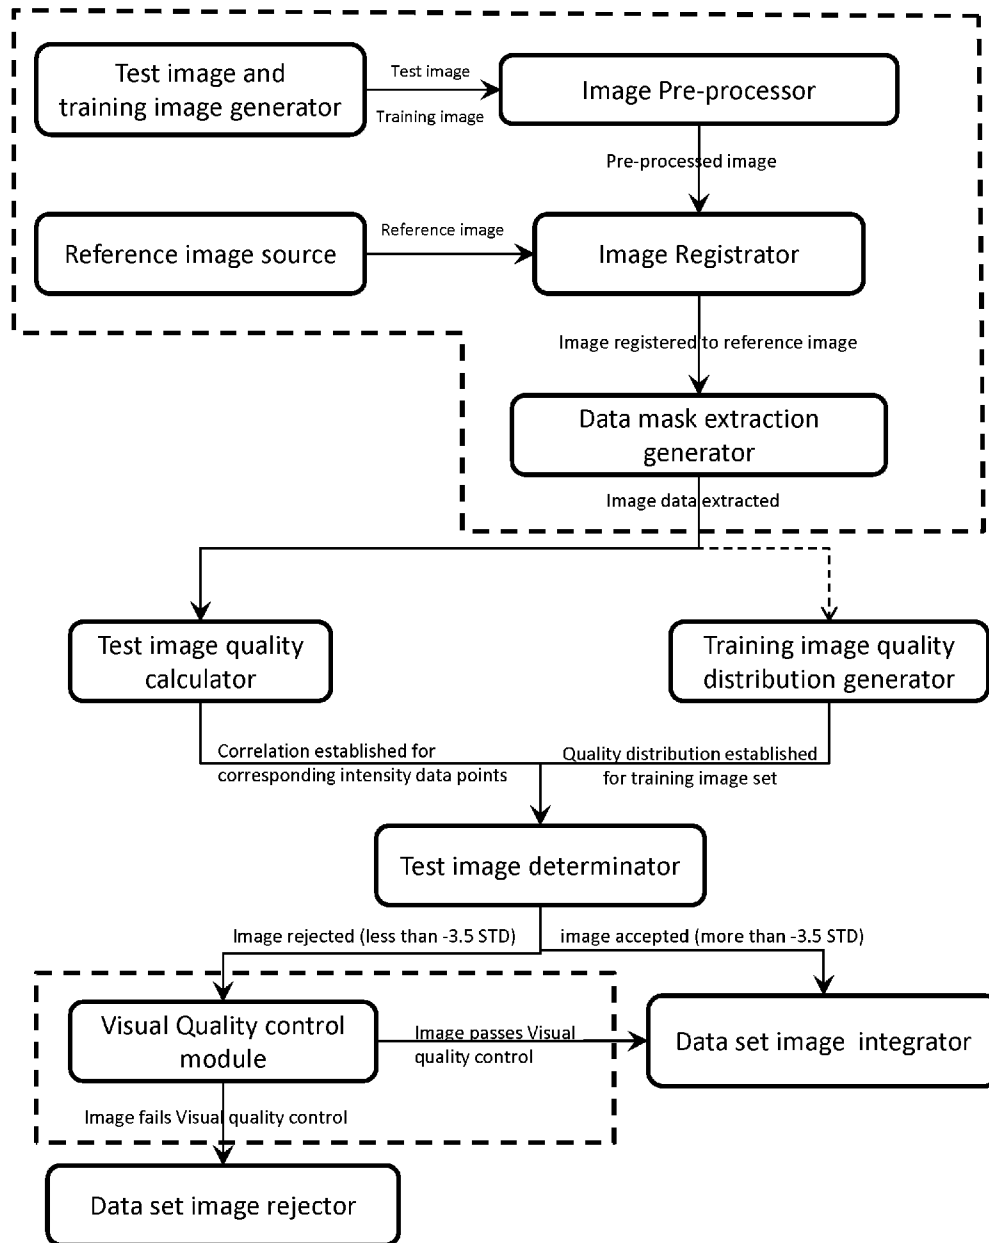 Test image and
training image generator
Test image
Training image
Image Pre-processor
Pre-processed image
Reference image source
Reference image
Image Registrator
Image registered to reference image
Data mask extraction
generator
Image data extracted
Test image quality
calculator
Training image quality
distribution generator
Correlation established for
corresponding intensity data points
Quality distribution established
for training image set
Test image determinator
Image rejected (less than -3.5 STD)
image accepted (more than -3.5 STD)
Visual Quality control
module
Image passes Visual
quality control
Data set image integrator
Image fails Visual quality control
Data set image rejector